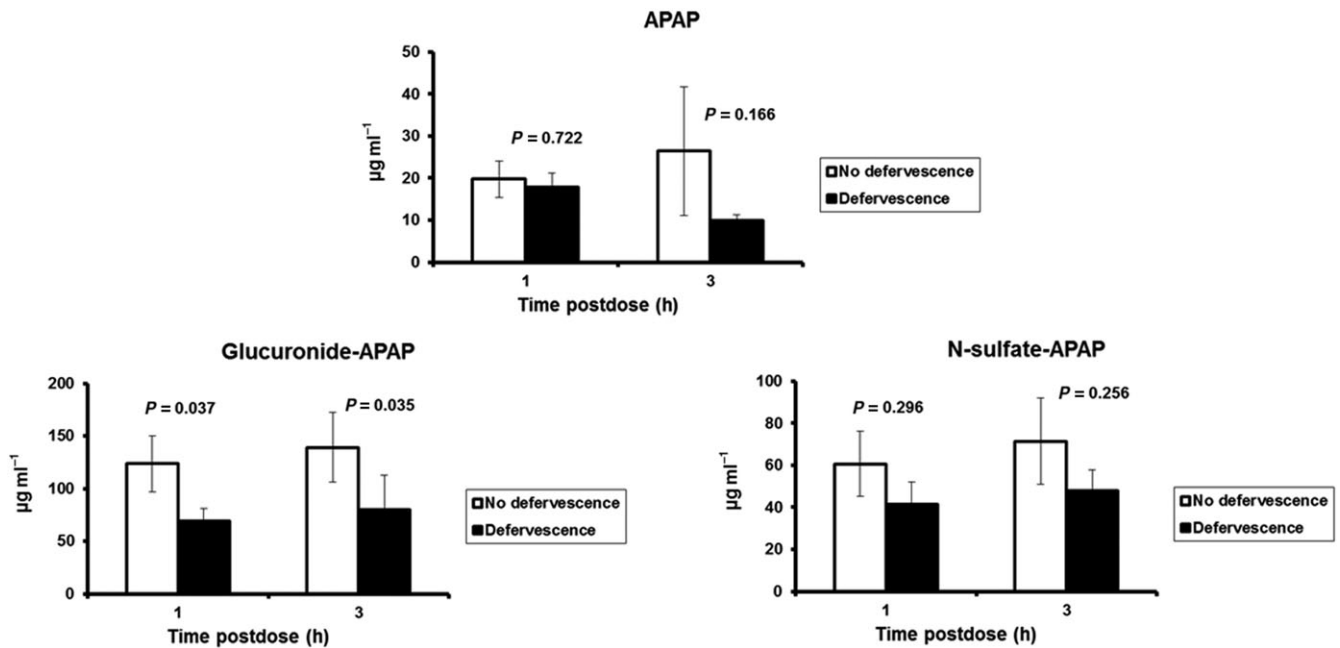 APAP
50
40
30
20
10
0
µg ml⁻¹
P = 0.722
P = 0.166
1
3
Time postdose (h)
No defervescence
Defervescence
Glucuronide-APAP
200
150
100
50
0
µg ml⁻¹
P = 0.037
P = 0.035
1
3
Time postdose (h)
No defervescence
Defervescence
N-sulfate-APAP
100
80
60
40
20
0
µg ml⁻¹
P = 0.296
P = 0.256
1
3
Time postdose (h)
No defervescence
Defervescence